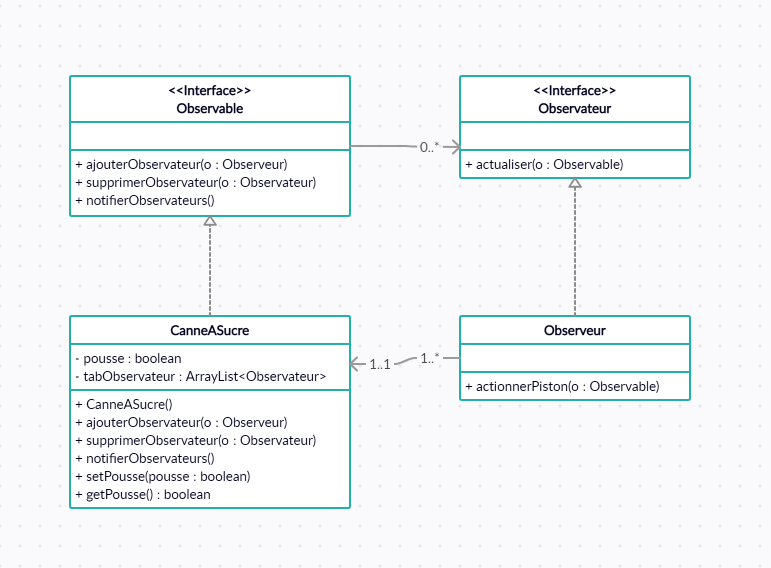 <<Interface>>
Observable
+ ajouterObservateur(o : Observeur)
+ supprimerObservateur(o : Observateur)
+ notifierObservateurs()
0..*
<<Interface>>
Observateur
+ actualiser(o : Observable)
CanneASucre
- pousse : boolean
- tabObservateur : ArrayList<Observateur>
+ CanneASucre()
+ ajouterObservateur(o : Observeur)
+ supprimerObservateur(o : Observateur)
+ notifierObservateurs()
+ setPousse(pousse : boolean)
+ getPousse() : boolean
1..1
1..*
Observeur
+ actionnerPiston(o : Observable)